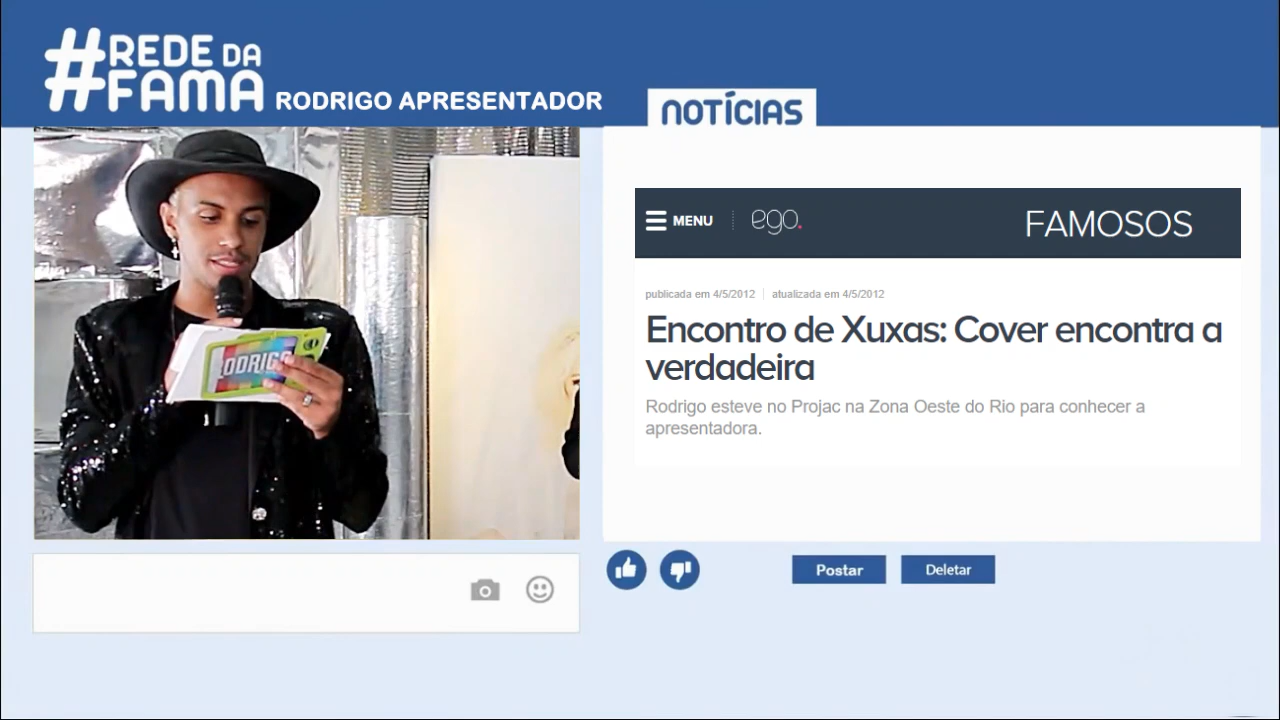 #REDE DA
FAMA
RODRIGO APRESENTADOR
NOTÍCIAS
RODRIGO
MENU
ego.
FAMOSOS
publicada em 4/5/2012
atualizada em 4/5/2012
Encontro de Xuxas: Cover encontra a
verdadeira
Rodrigo esteve no Projac na Zona Oeste do Rio para conhecer a
apresentadora.
Postar
Deletar